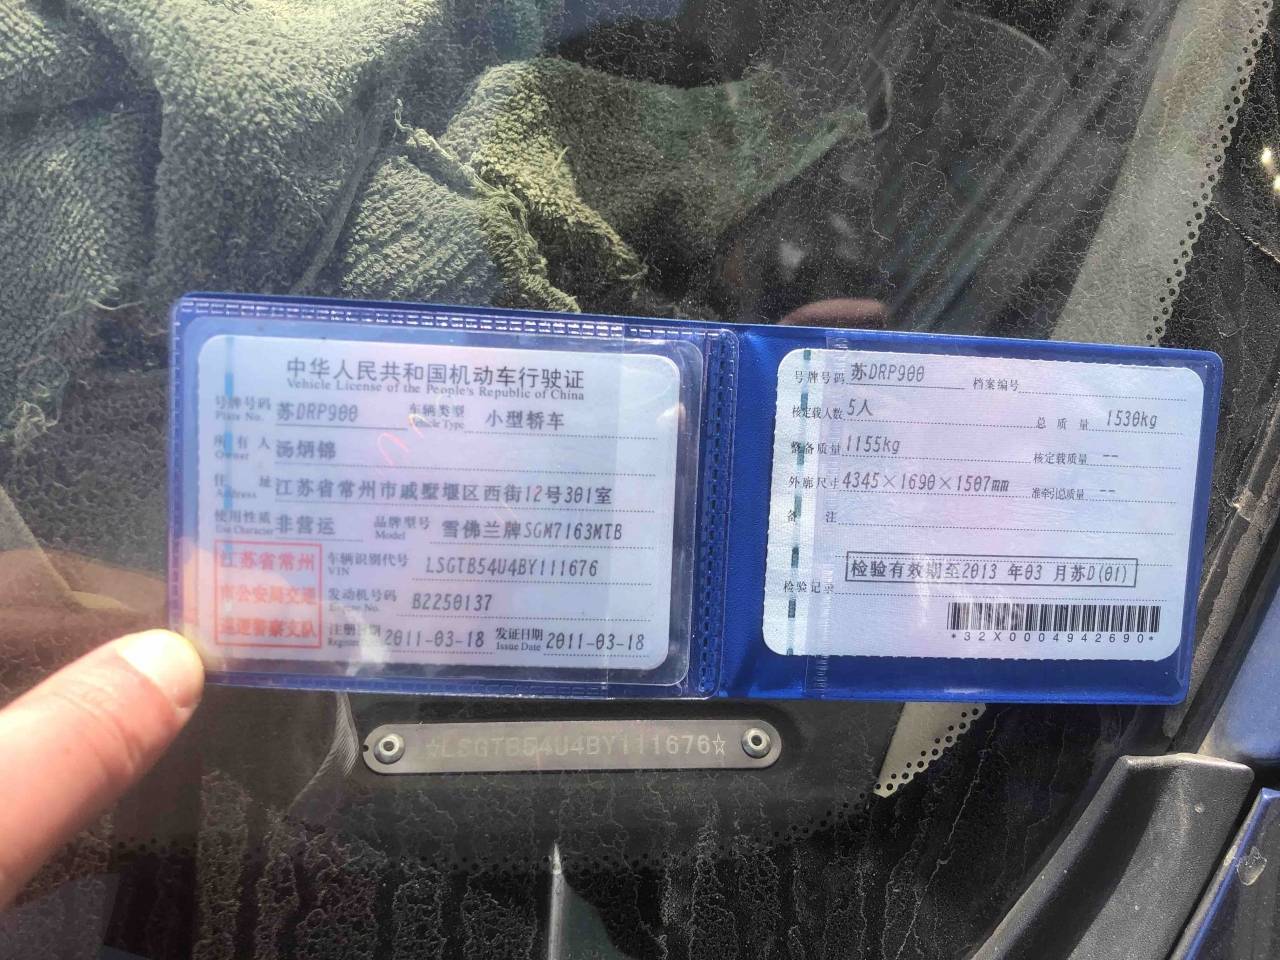 中华人民共和国机动车行驶证
Vehicle License of the People's Republic of China
号牌号码 苏DRP900 车辆类型 小型轿车
Plate No. Vehicle Type
所有人 汤炳锦
Owner
住址 江苏省常州市戚墅堰区西街12号301室
Address
使用性质 非营运 品牌型号 雪佛兰牌SGM7163MTB
Use Character Model
江苏省常州
市公安局交通
巡逻警察支队
车辆识别代号 LSGTB54U4BY111676
VIN
发动机号码 B2250137
Engine No.
注册日期 2011-03-18 发证日期 2011-03-18
Register Issue Date
号牌号码 苏DRP900 档案编号
核定载人数 5人 总质量 1530kg
整备质量 1155kg 核定载质量 --
外廓尺寸 4345×1690×1507mm 准牵引总质量 --
备注
检验记录 检验有效期至2013年03月苏D(01)
*32X0004942690*
☆LSGTB54U4BY111676☆